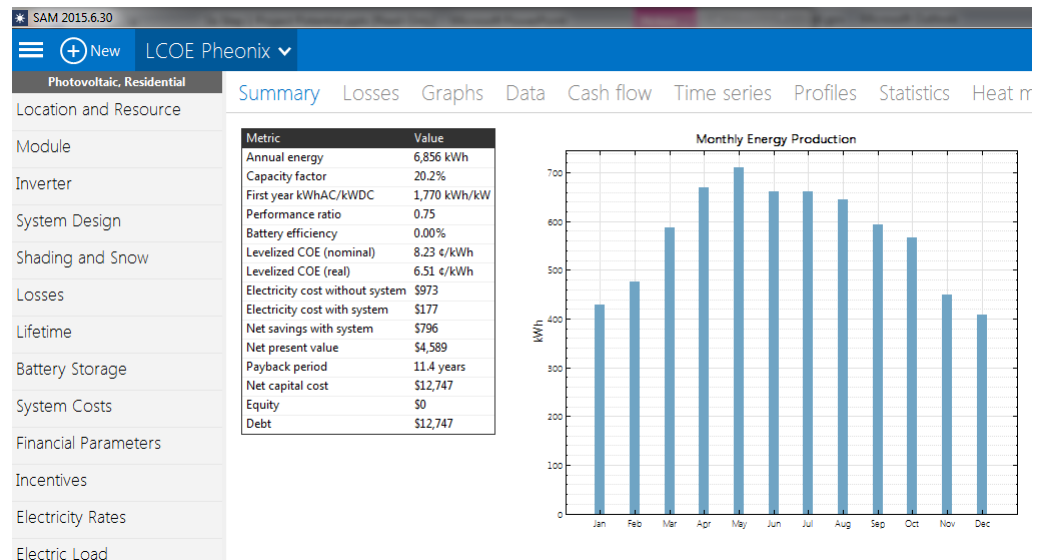 SAM 2015.6.30
New LCOE Pheonix
Photovoltaic, Residential
Location and Resource
Module
Inverter
System Design
Shading and Snow
Losses
Lifetime
Battery Storage
System Costs
Financial Parameters
Incentives
Electricity Rates
Electric Load
Summary Losses Graphs Data Cash flow Time series Profiles Statistics Heat m
Metric Value
Annual energy 6,856 kWh
Capacity factor 20.2%
First year kWhAC/kWDC 1,770 kWh/kW
Performance ratio 0.75
Battery efficiency 0.00%
Levelized COE (nominal) 8.23 ¢/kWh
Levelized COE (real) 6.51 ¢/kWh
Electricity cost without system $973
Electricity cost with system $177
Net savings with system $796
Net present value $4,589
Payback period 11.4 years
Net capital cost $12,747
Equity $0
Debt $12,747
Monthly Energy Production
kWh
700
600
500
400
300
200
100
0
Jan Feb Mar Apr May Jun Jul Aug Sep Oct Nov Dec